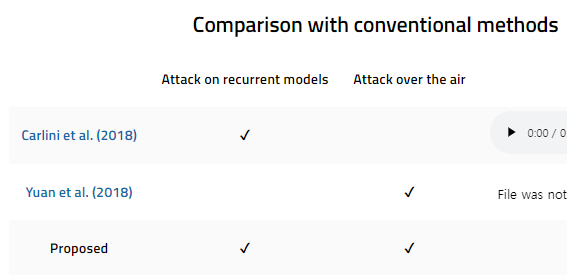 Comparison with conventional methods
Attack on recurrent models Attack over the air
Carlini et al. (2018) ✓ 0:00 / 0
Yuan et al. (2018) ✓ File was not
Proposed ✓ ✓